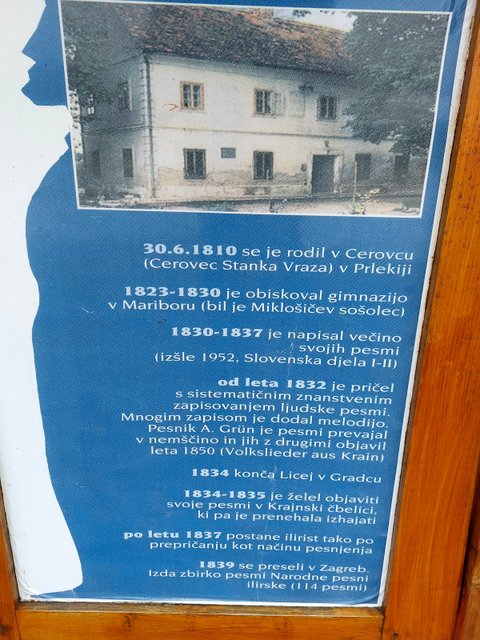 30.6.1810 se je rodil v Cerovcu
(Cerovec Stanka Vraza) v Prlekiji
1823-1830 je obiskoval gimnazijo
v Mariboru (bil je Miklošičev sošolec)
1830-1837 je napisal večino
svojih pesmi
(izšle 1952, Slovenska djela I-II)
od leta 1832 je pričel
s sistematičnim znanstvenim
zapisovanjem ljudske pesmi.
Mnogim zapisom je dodal melodijo.
Pesnik A. Grün je pesmi prevajal
v nemščino in jih z drugimi objavil
leta 1850 (Volkslieder aus Krain)
1834 konča Licej v Gradcu
1834-1835 je želel objaviti
svoje pesmi v Krajnski čbelici,
ki pa je prenehala izhajati
po letu 1837 postane ilirist tako po
prepričanju kot načinu pesnjenja
1839 se preseli v Zagreb.
Izda zbirko pesmi Narodne pesni
ilirske (114 pesmi)